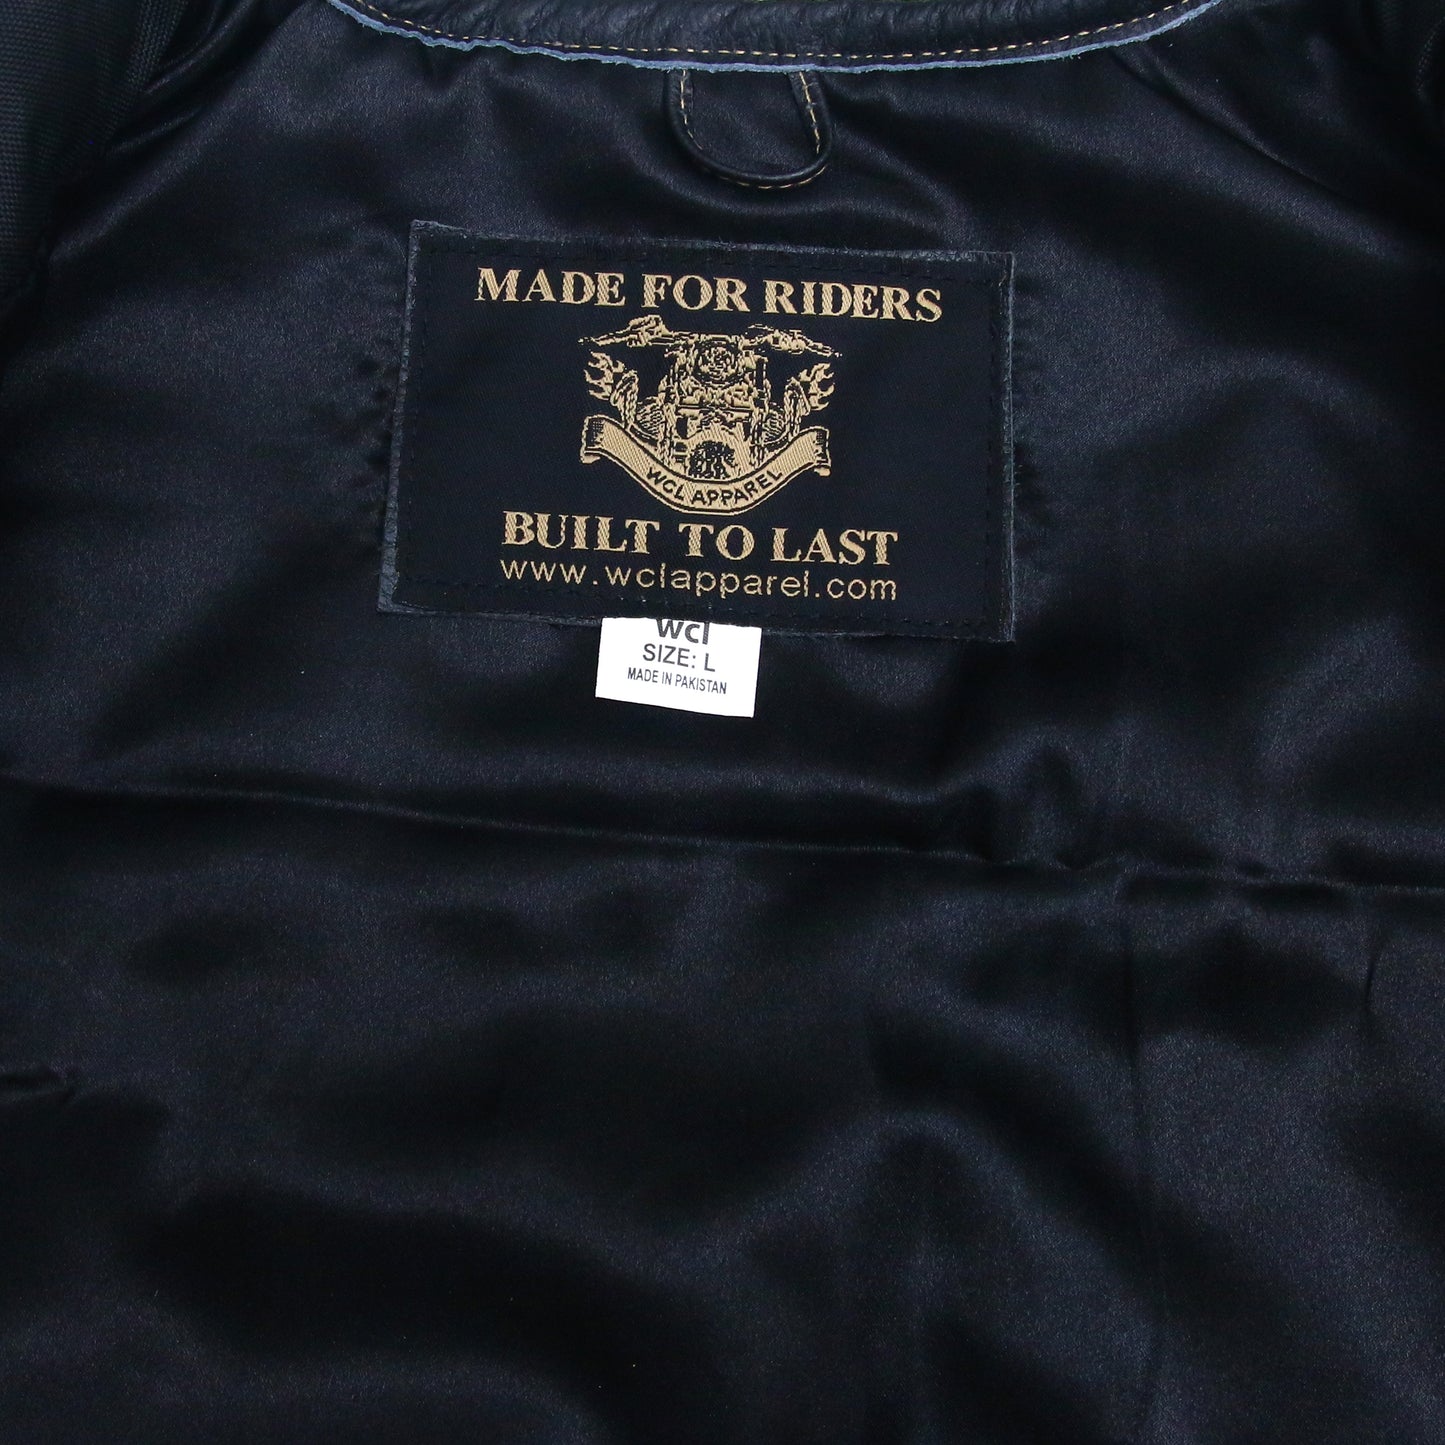 MADE FOR RIDERS
WCL APPAREL
BUILT TO LAST
www.wclapparel.com
wcl
SIZE: L
MADE IN PAKISTAN